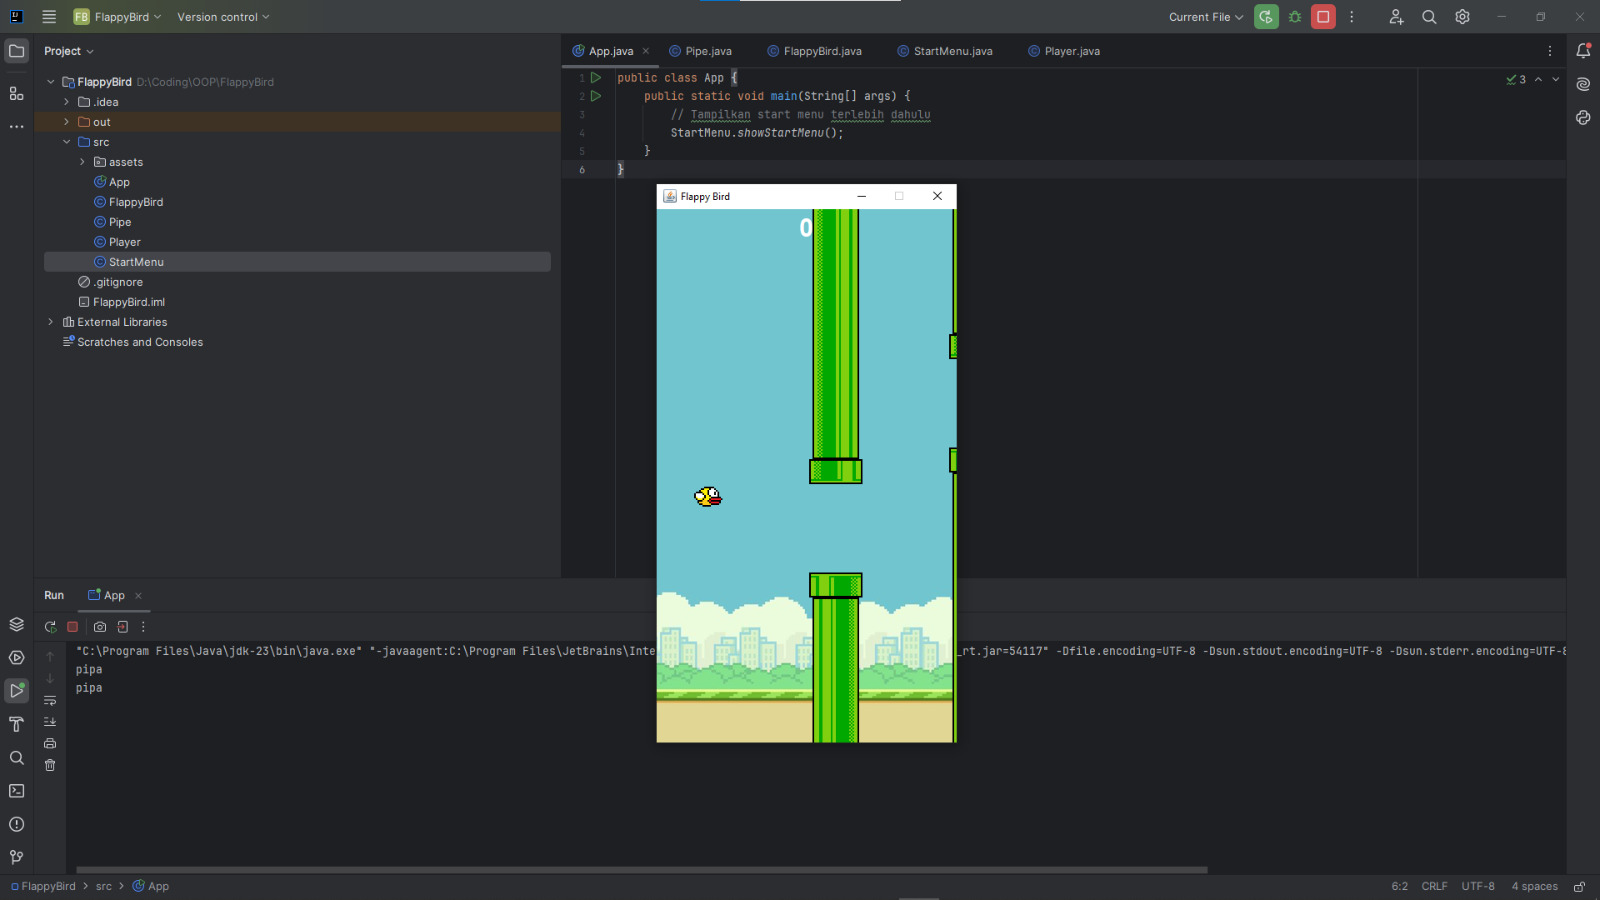 FB FlappyBird Version control Current File
Project App.java Pipe.java FlappyBird.java StartMenu.java Player.java
FlappyBird D:\Coding\OOP\FlappyBird
.idea
out
src
assets
App
FlappyBird
Pipe
Player
StartMenu
.gitignore
FlappyBird.iml
External Libraries
Scratches and Consoles
1 public class App {
2 public static void main(String[] args) {
3 // Tampilkan start menu terlebih dahulu
4 StartMenu.showStartMenu();
5 }
6 }
3
Flappy Bird
0
Run App
"C:\Program Files\Java\jdk-23\bin\java.exe" "-javaagent:C:\Program Files\JetBrains\Inte _rt.jar=54117" -Dfile.encoding=UTF-8 -Dsun.stdout.encoding=UTF-8 -Dsun.stderr.encoding=UTF-8
pipa
pipa
FlappyBird > src > App 6:2 CRLF UTF-8 4 spaces